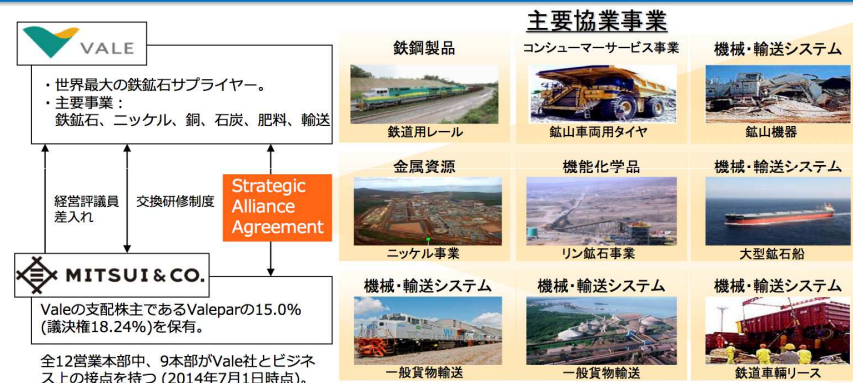 主要協業事業
VALE
・世界最大の鉄鉱石サプライヤー。
・主要事業：
鉄鉱石、ニッケル、銅、石炭、肥料、輸送
経営評議員
差入れ
交換研修制度
Strategic
Alliance
Agreement
MITSUI&CO.
Valeの支配株主であるValeparの15.0%
(議決権18.24%)を保有。
全12営業本部中、9本部がVale社とビジネ
ス上の接点を持つ (2014年7月1日時点)。
鉄鋼製品
鉄道用レール
コンシューマーサービス事業
鉱山車両用タイヤ
機械・輸送システム
鉱山機器
金属資源
ニッケル事業
機能化学品
リン鉱石事業
機械・輸送システム
大型鉱石船
機械・輸送システム
一般貨物輸送
機械・輸送システム
一般貨物輸送
機械・輸送システム
鉄道車輌リース